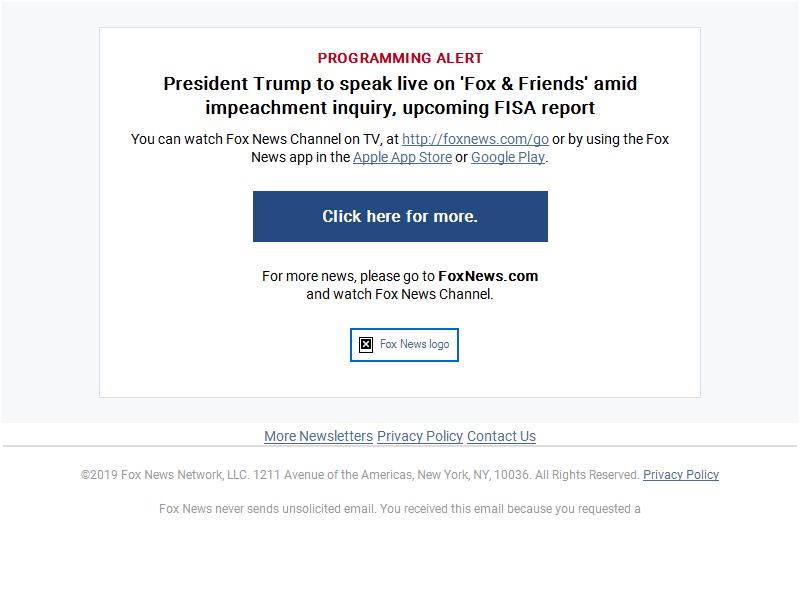 PROGRAMMING ALERT
President Trump to speak live on 'Fox & Friends' amid
impeachment inquiry, upcoming FISA report
You can watch Fox News Channel on TV, at http://foxnews.com/go or by using the Fox
News app in the Apple App Store or Google Play.
Click here for more.
For more news, please go to FoxNews.com
and watch Fox News Channel.
Fox News logo
More Newsletters Privacy Policy Contact Us
©2019 Fox News Network, LLC. 1211 Avenue of the Americas, New York, NY, 10036. All Rights Reserved. Privacy Policy
Fox News never sends unsolicited email. You received this email because you requested a